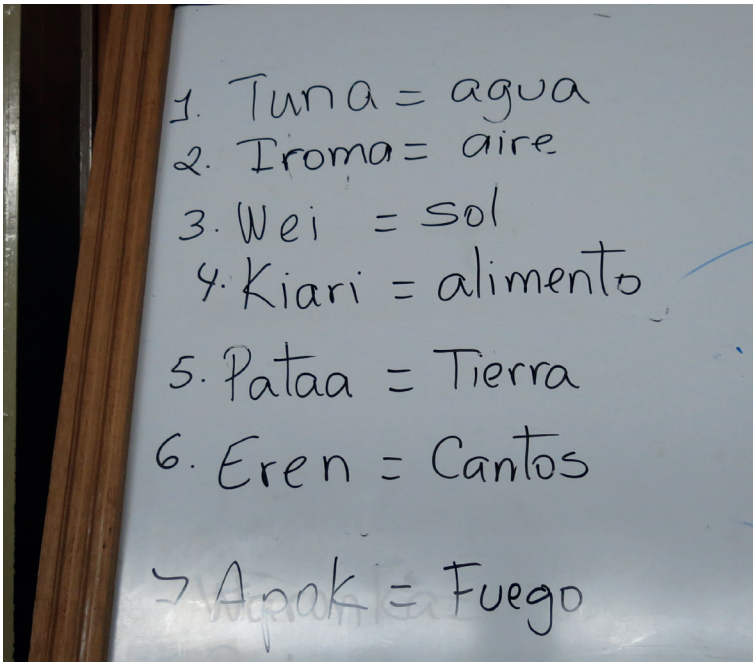 1. Tuna = agua
2. Iroma = aire
3. Wei = sol
4. Kiari = alimento
5. Pataa = Tierra
6. Eren = Cantos
7 Apok = Fuego